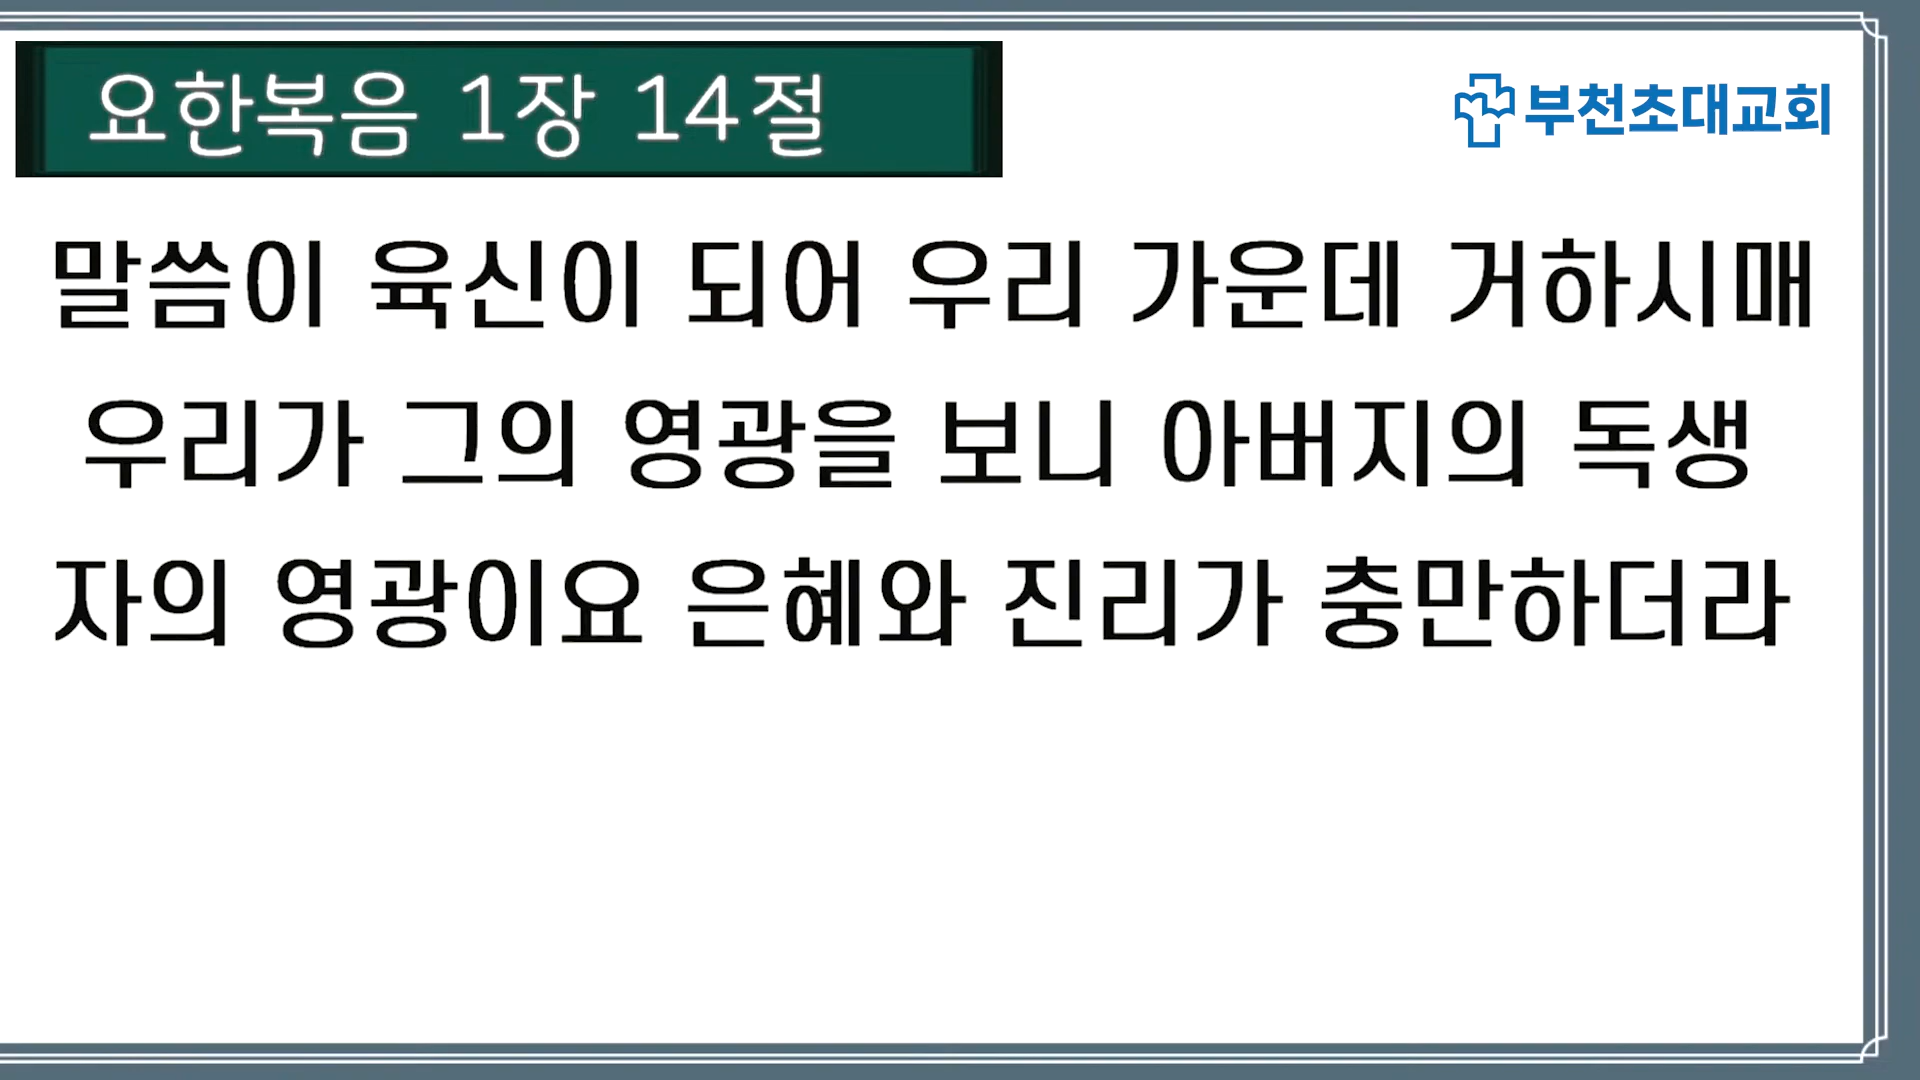 요한복음 1장 14절
부천초대교회
말씀이 육신이 되어 우리 가운데 거하시매
우리가 그의 영광을 보니 아버지의 독생
자의 영광이요 은혜와 진리가 충만하더라